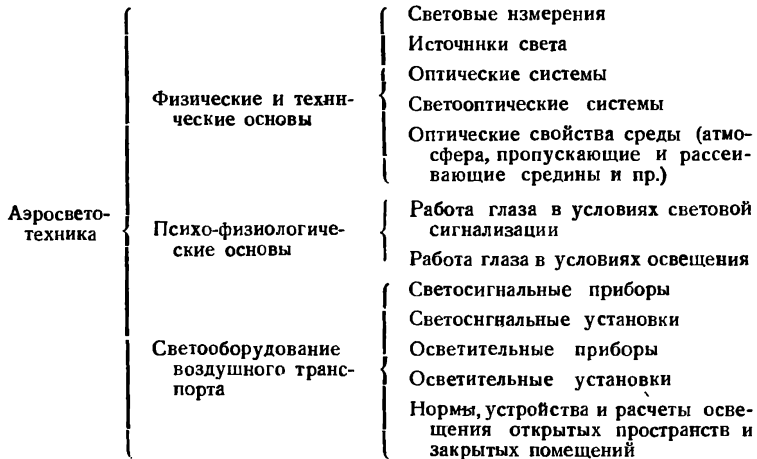 Аэросвето-
техника
Физические и техни-
ческие основы
Световые измерения
Источники света
Оптические системы
Светооптические системы
Оптические свойства среды (атмо-
сфера, пропускающие и рассеи-
вающие средины и пр.)
Психо-физиологиче-
ские основы
Работа глаза в условиях световой
сигнализации
Работа глаза в условиях освещения
Светооборудование
воздушного транс-
порта
Светосигнальные приборы
Светосигнальные установки
Осветительные приборы
Осветительные установки
Нормы, устройства и расчеты осве-
щения открытых пространств и
закрытых помещений